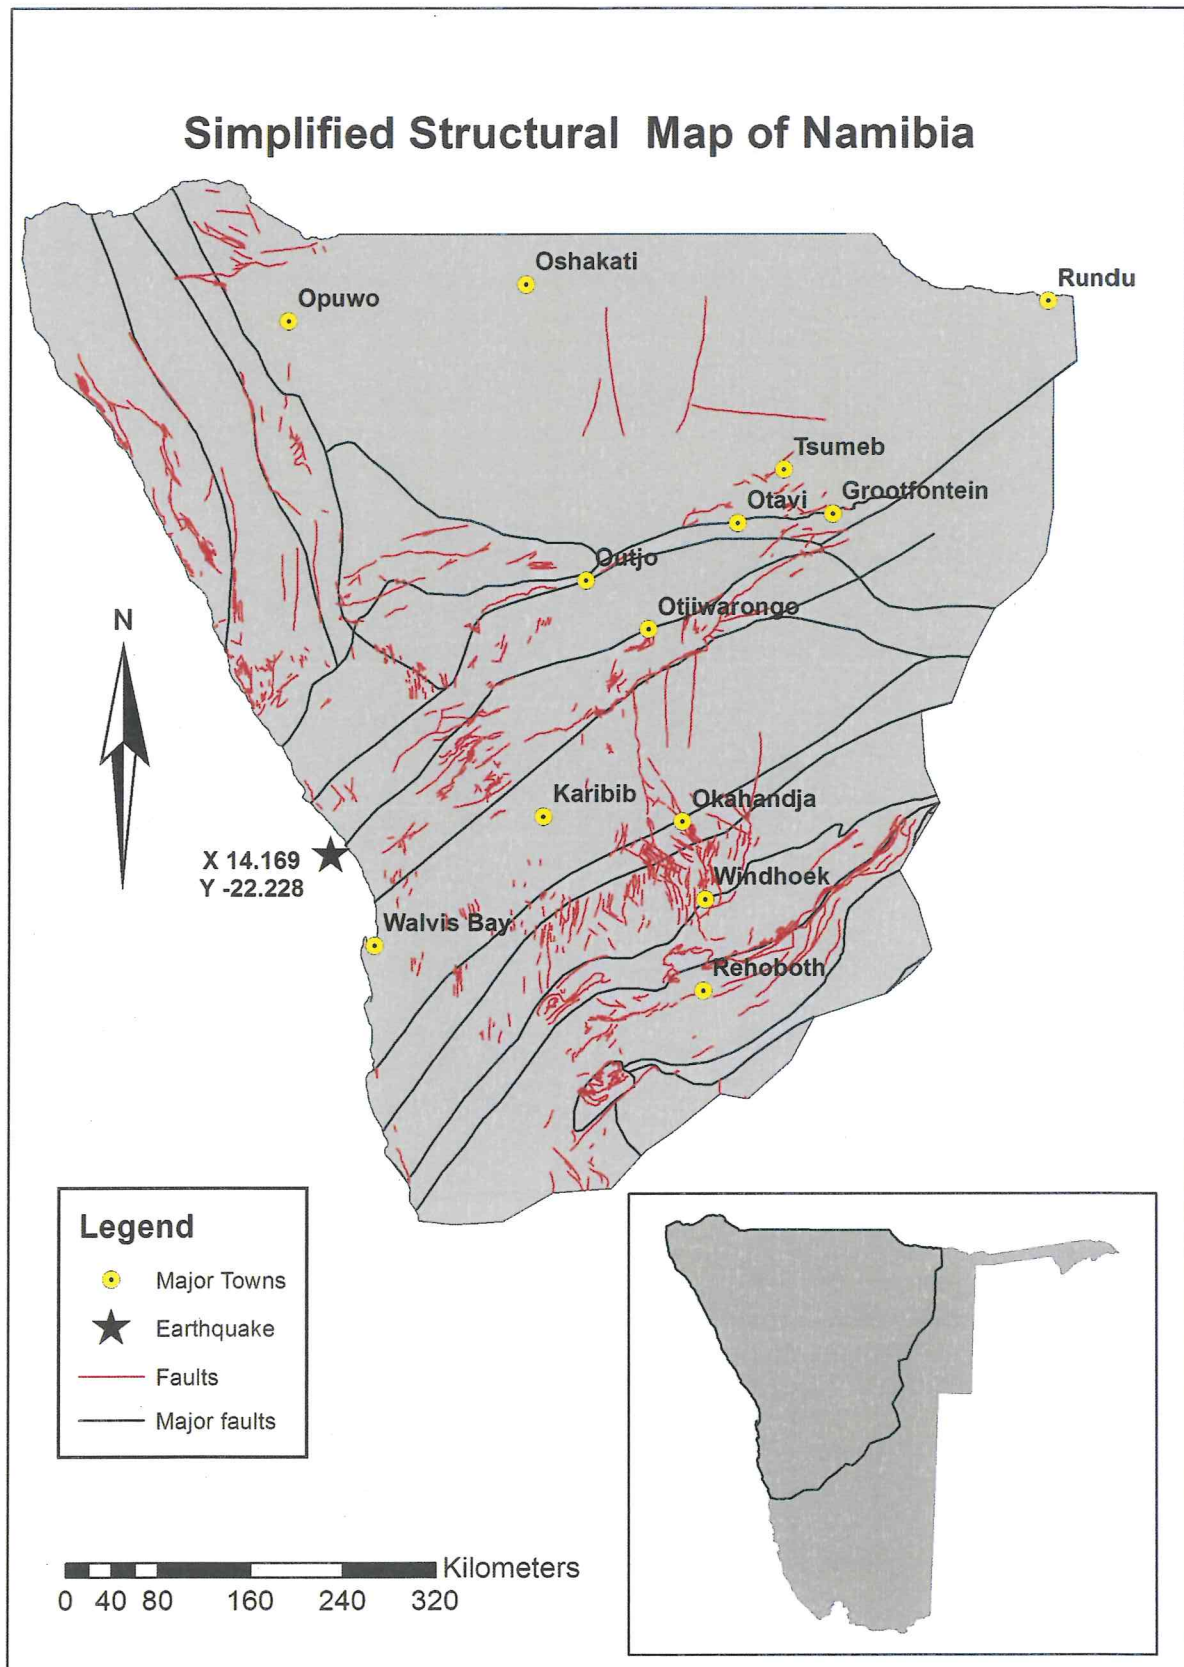 Simplified Structural Map of Namibia
Oshakati
Rundu
Opuwo
Tsumeb
Grootfontein
Otavi
Outjo
Otjiwarongo
N
Karibib
Okahandja
X 14.169
Y -22.228
Windhoek
Walvis Bay
Rehoboth
Legend
Major Towns
Earthquake
Faults
Major faults
Kilometers
0 40 80 160 240 320